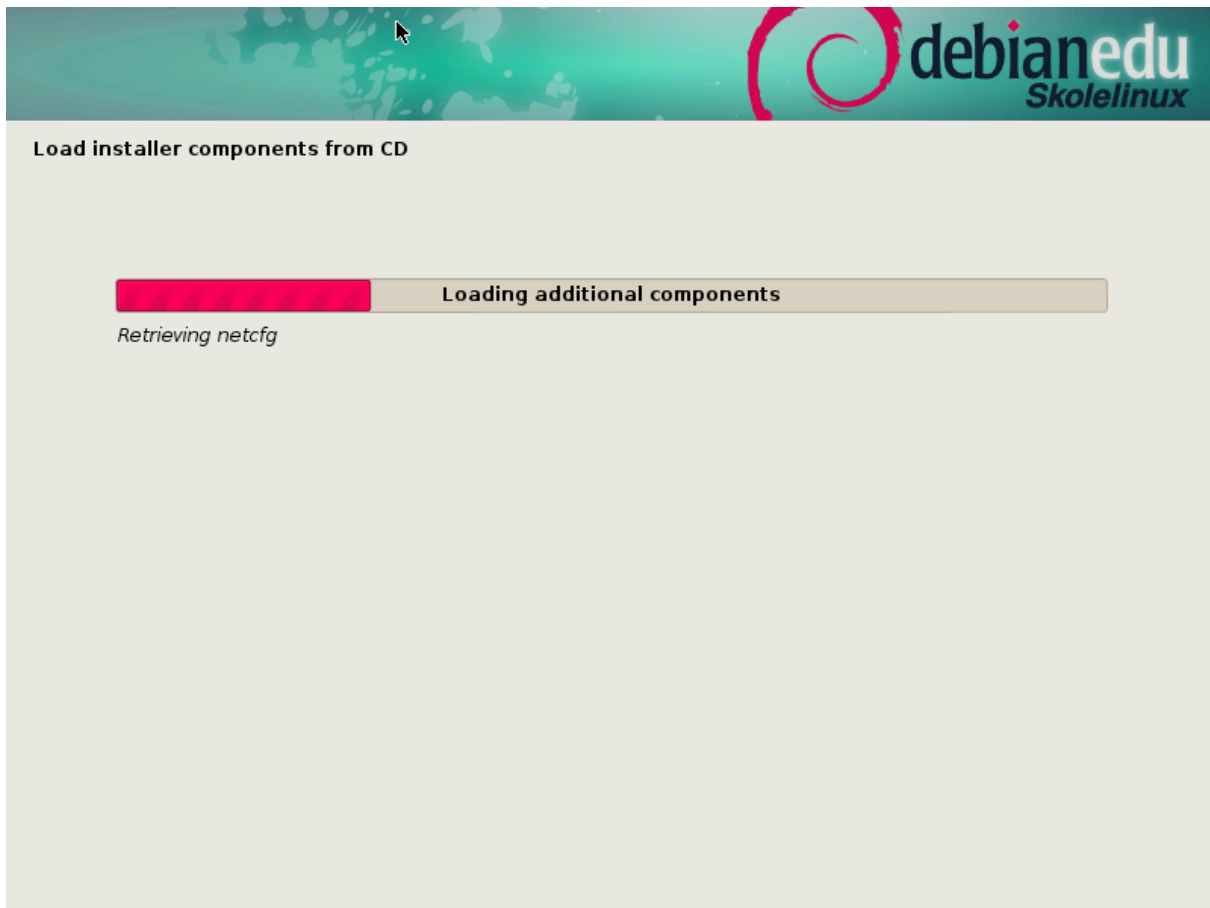 debianedu
Skolelinux
Load installer components from CD
Loading additional components
Retrieving netcfg